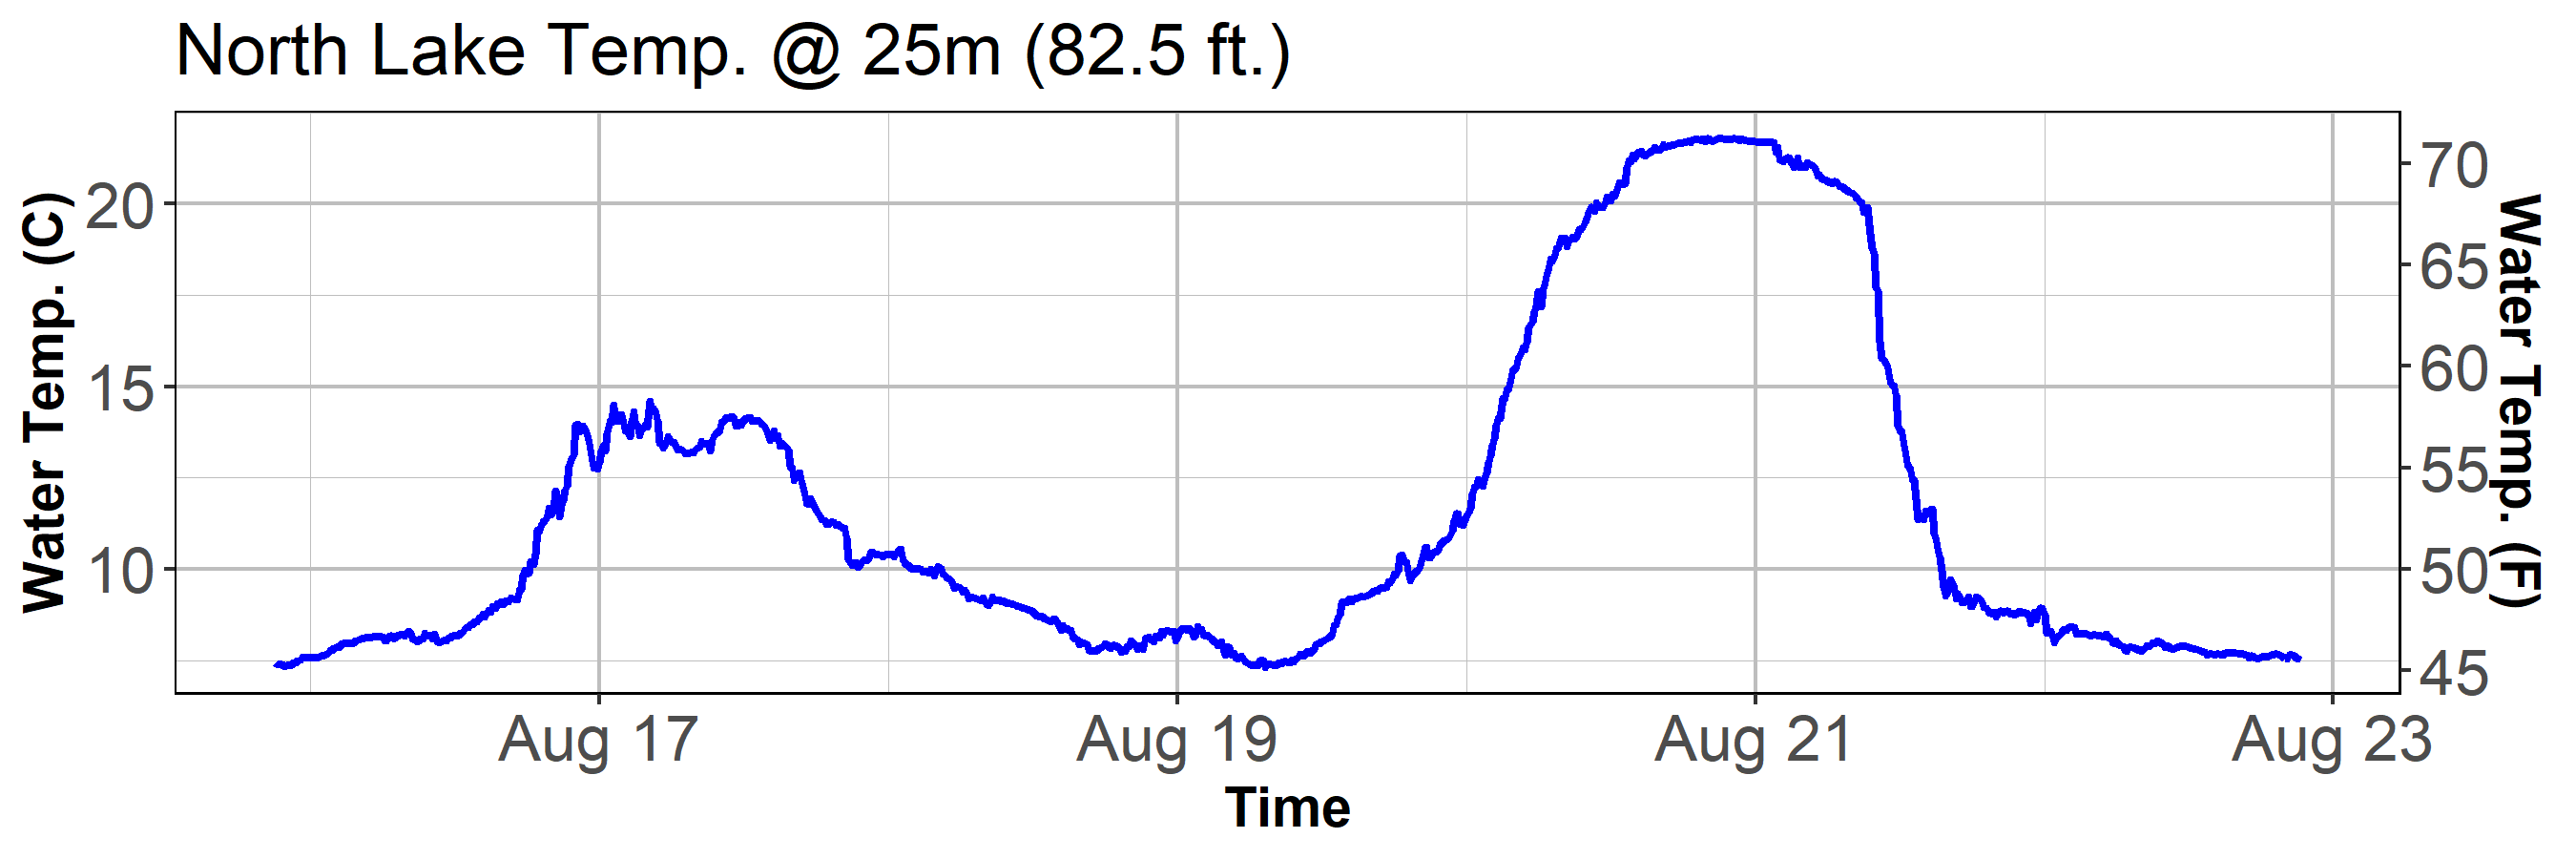 North Lake Temp. @ 25m (82.5 ft.)
Water Temp. (C)
20
15
10
70
65
60
55
50
45
Water Temp. (F)
Aug 17 Aug 19 Aug 21 Aug 23
Time